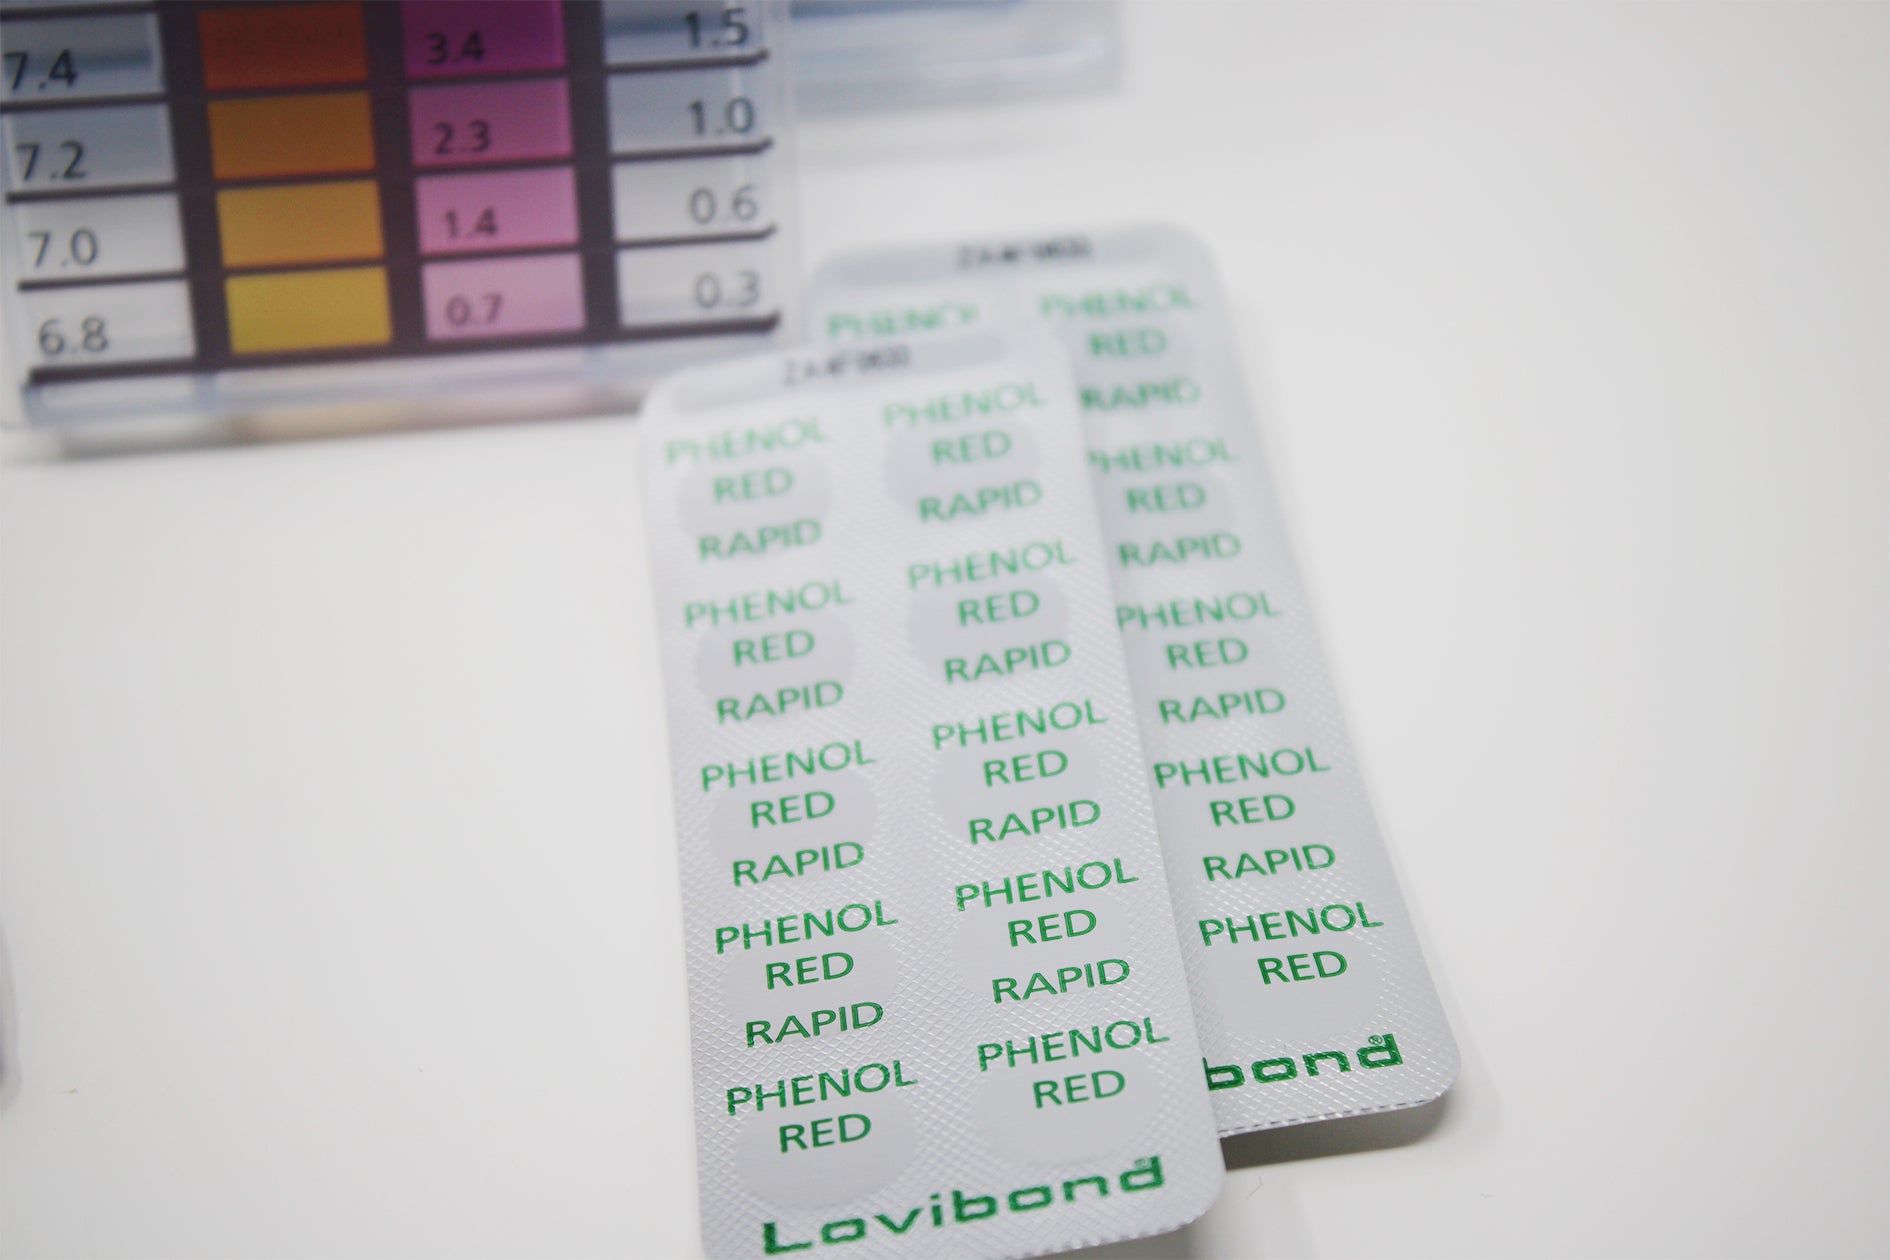 7.4 3.4 1.5
7.2 2.3 1.0
7.0 1.4 0.6
6.8 0.7 0.3
PHENOL PHENOL
RED RED
RAPID RAPID
PHENOL PHENOL
RED RED
RAPID RAPID
PHENOL PHENOL
RED RED
RAPID RAPID
PHENOL PHENOL
RED RED
RAPID RAPID
PHENOL PHENOL
RED RED
Lovibond®
PHENOL PHENOL
RED
RAPID
PHENOL
RED
RAPID
PHENOL
RED
RAPID
PHENOL
RED
RAPID
PHENOL
RED
bond®